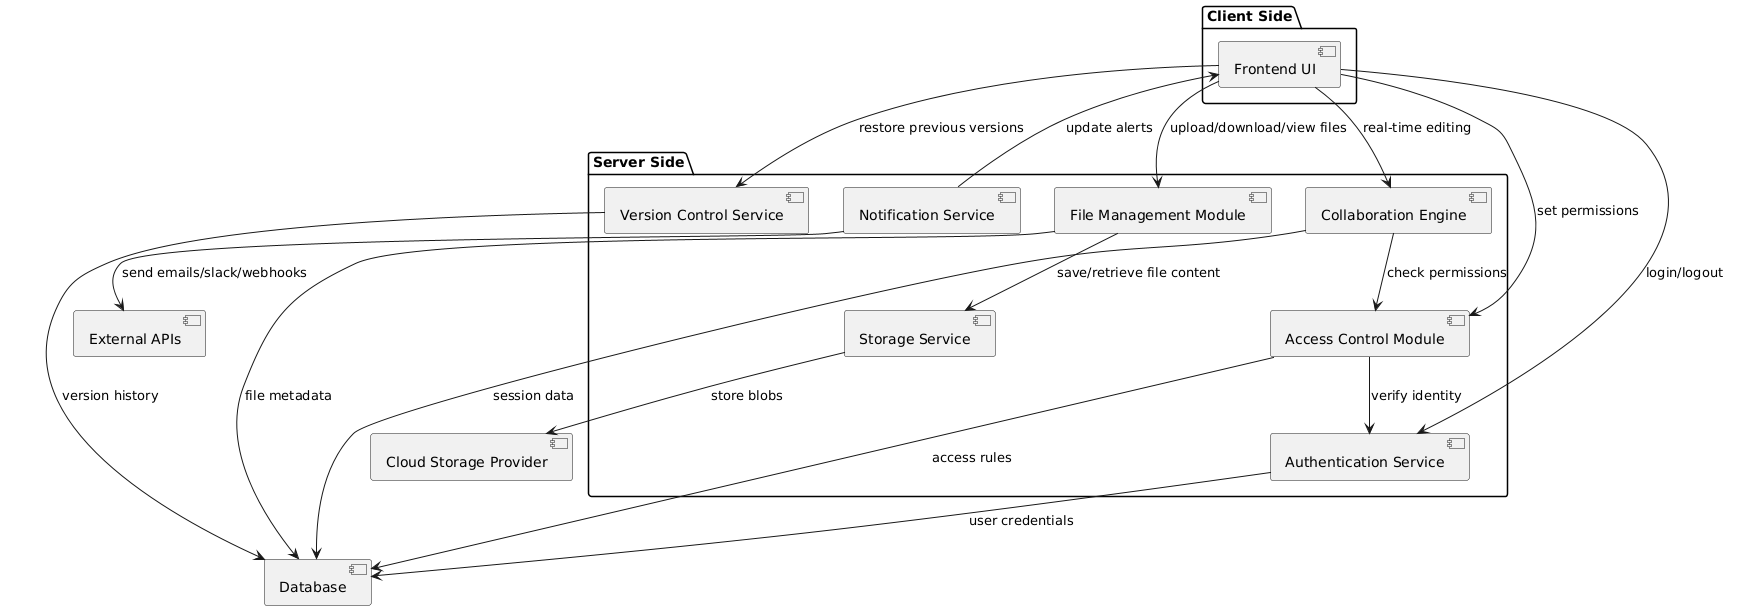 Client Side
Frontend UI
restore previous versions
update alerts
upload/download/view files
real-time editing
Server Side
Version Control Service
Notification Service
File Management Module
Collaboration Engine
set permissions
send emails/slack/webhooks
save/retrieve file content
check permissions
login/logout
External APIs
Storage Service
Access Control Module
version history
file metadata
session data
store blobs
verify identity
Cloud Storage Provider
access rules
Authentication Service
user credentials
Database